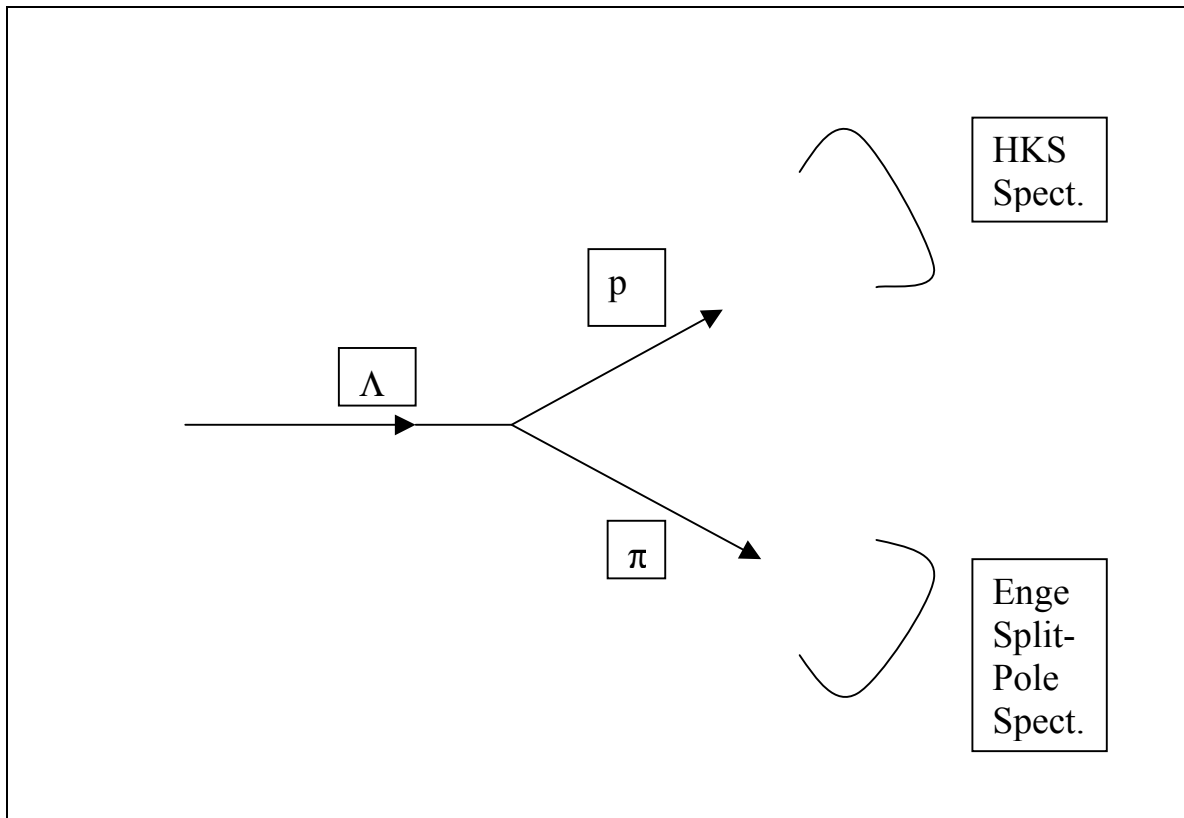 HKS
Spect.
p
Λ
π
Enge
Split-
Pole
Spect.